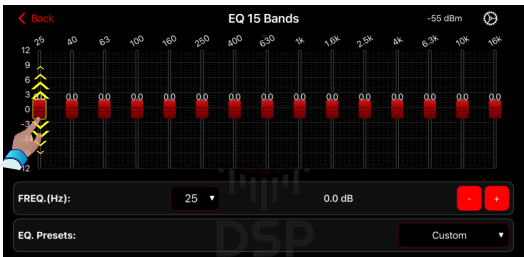 Back
EQ 15 Bands
-55 dBm
25 40 63 100 160 250 400 630 1k 1.6k 2.5k 4k 6.3k 10k 16k
12
9
6
3
0.0 0.0 0.0 0.0 0.0 0.0 0.0 0.0 0.0 0.0 0.0 0.0 0.0 0.0
0
-3
-12
FREQ.(Hz):
25
0.0 dB
-
+
EQ. Presets:
Custom
DSP